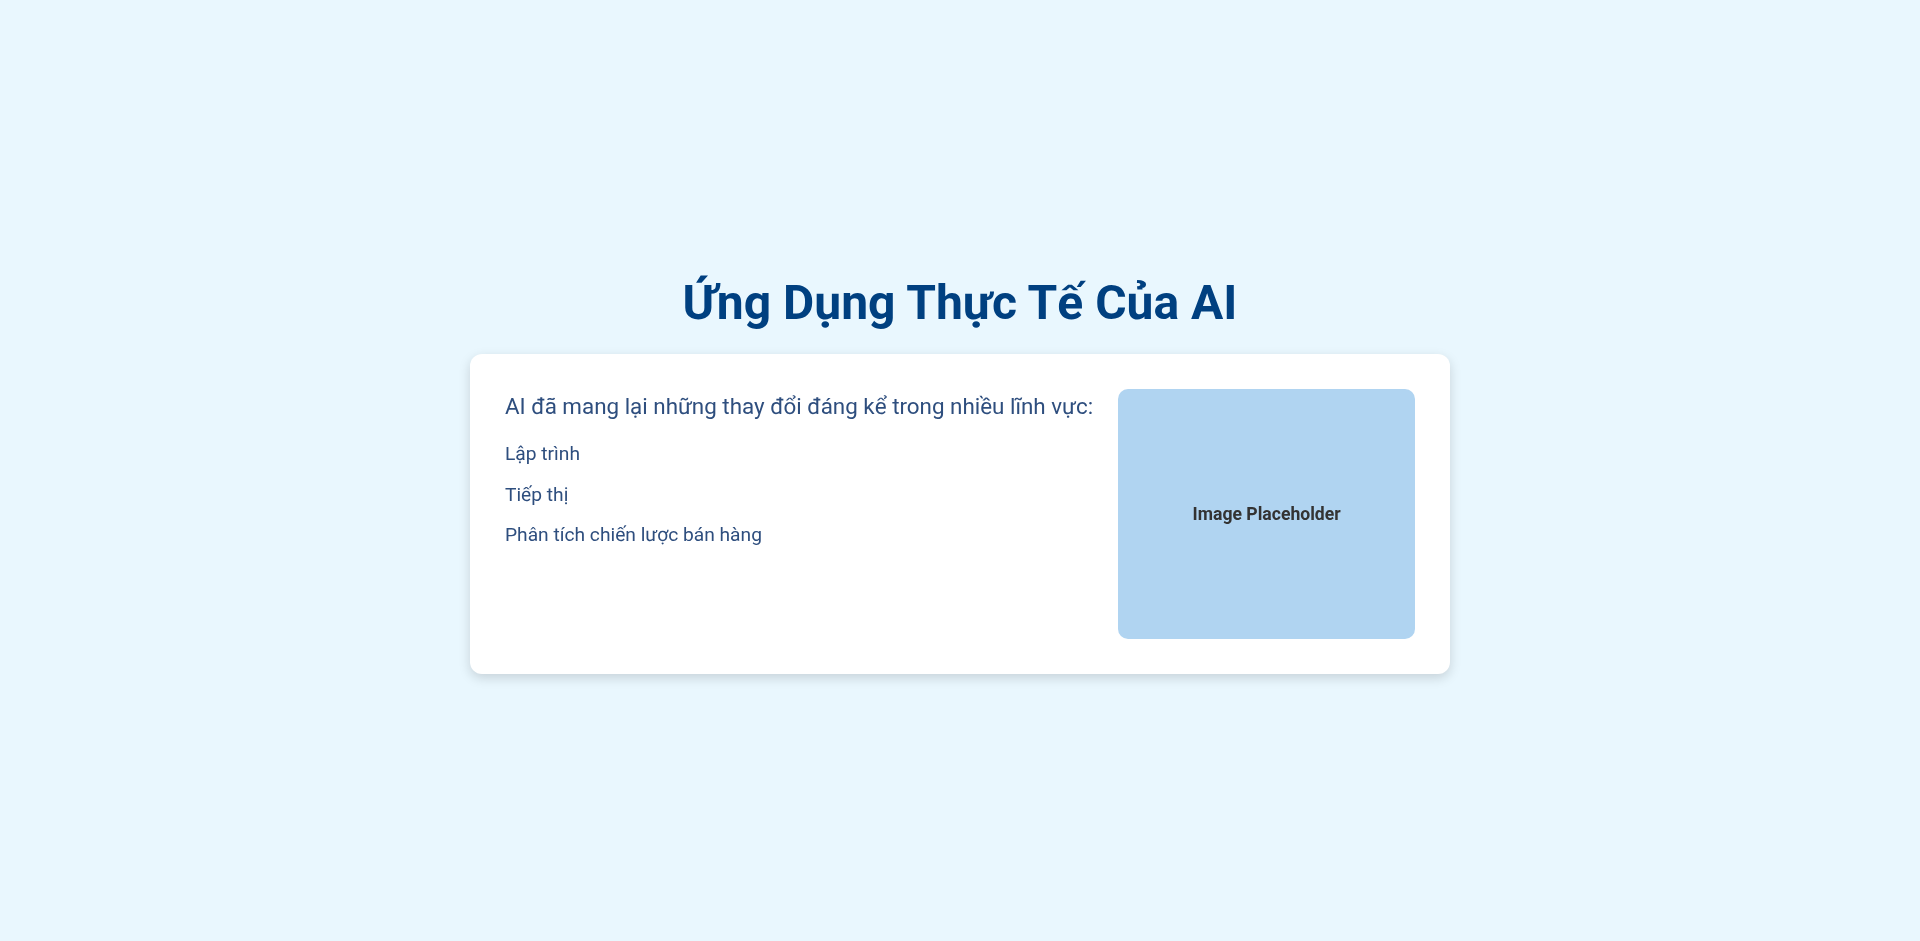 Ứng Dụng Thực Tế Của AI
AI đã mang lại những thay đổi đáng kể trong nhiều lĩnh vực:
Lập trình
Tiếp thị
Phân tích chiến lược bán hàng
Image Placeholder